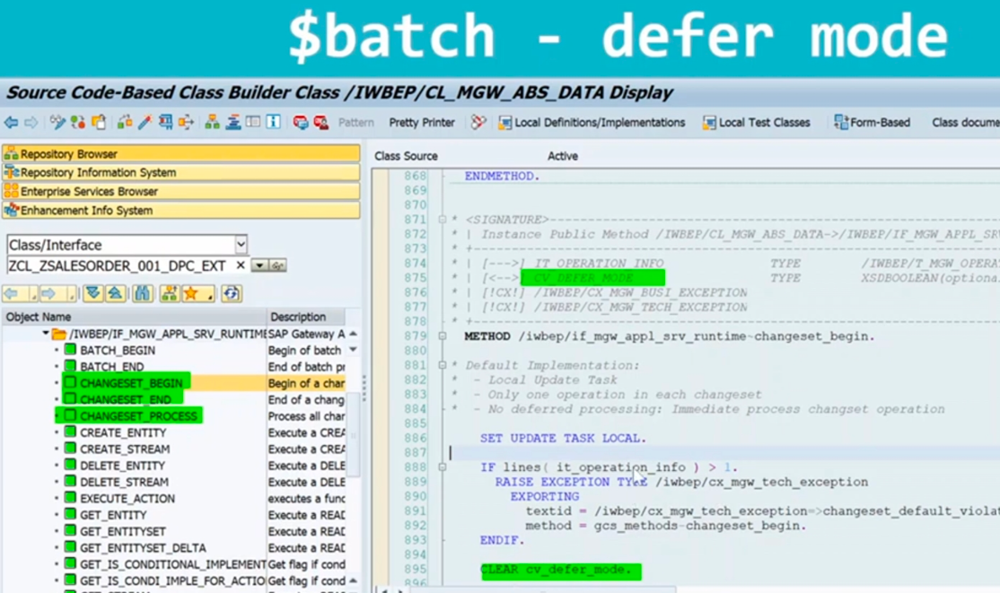 $batch - defer mode
Source Code-Based Class Builder Class /IWBEP/CL_MGW_ABS_DATA Display
Pattern Pretty Printer Local Definitions/Implementations Local Test Classes Form-Based Class docume
Repository Browser
Repository Information System
Enterprise Services Browser
Enhancement Info System
Class/Interface
ZCL_ZSALESORDER_001_DPC_EXT
Object Name Description
/IWBEP/IF_MGW_APPL_SRV_RUNTIME SAP Gateway A
BATCH_BEGIN Begin of batch
BATCH_END End of batch pr
CHANGESET_BEGIN Begin of a char
CHANGESET_END End of a chang
CHANGESET_PROCESS Process all char
CREATE_ENTITY Execute a CREA
CREATE_STREAM Execute a CREA
DELETE_ENTITY Execute a DELE
DELETE_STREAM Execute a DELE
EXECUTE_ACTION executes a func
GET_ENTITY Execute a READ
GET_ENTITYSET Execute a READ
GET_ENTITYSET_DELTA Execute a READ
GET_IS_CONDITIONAL_IMPLEMENT Get flag if cond
GET_IS_CONDI_IMPLE_FOR_ACTIO Get flag if cond
Class Source Active
868 ENDMETHOD.
869
870
871 * <SIGNATURE>---------------------------------------------------------
872 * | Instance Public Method /IWBEP/CL_MGW_ABS_DATA->/IWBEP/IF_MGW_APPL_SRV
873 * +-------------------------------------------------------------------
874 * | [--->] IT_OPERATION_INFO TYPE /IWBEP/T_MGW_OPERA
875 * | [<-->] CV_DEFER_MODE TYPE XSDBOOLEAN(optiona
876 * | [!CX!] /IWBEP/CX_MGW_BUSI_EXCEPTION
877 * | [!CX!] /IWBEP/CX_MGW_TECH_EXCEPTION
878 * +-------------------------------------------------------------------
879 METHOD /iwbep/if_mgw_appl_srv_runtime~changeset_begin.
880
881 * Default Implementation:
882 * - Local Update Task
883 * - Only one operation in each changeset
884 * - No deferred processing: Immediate process changset operation
885
886 SET UPDATE TASK LOCAL.
887
888 IF lines( it_operation_info ) > 1.
889 RAISE EXCEPTION TYPE /iwbep/cx_mgw_tech_exception
890 EXPORTING
891 textid = /iwbep/cx_mgw_tech_exception=>changeset_default_violat
892 method = gcs_methods-changeset_begin.
893 ENDIF.
894
895 CLEAR cv_defer_mode.
896